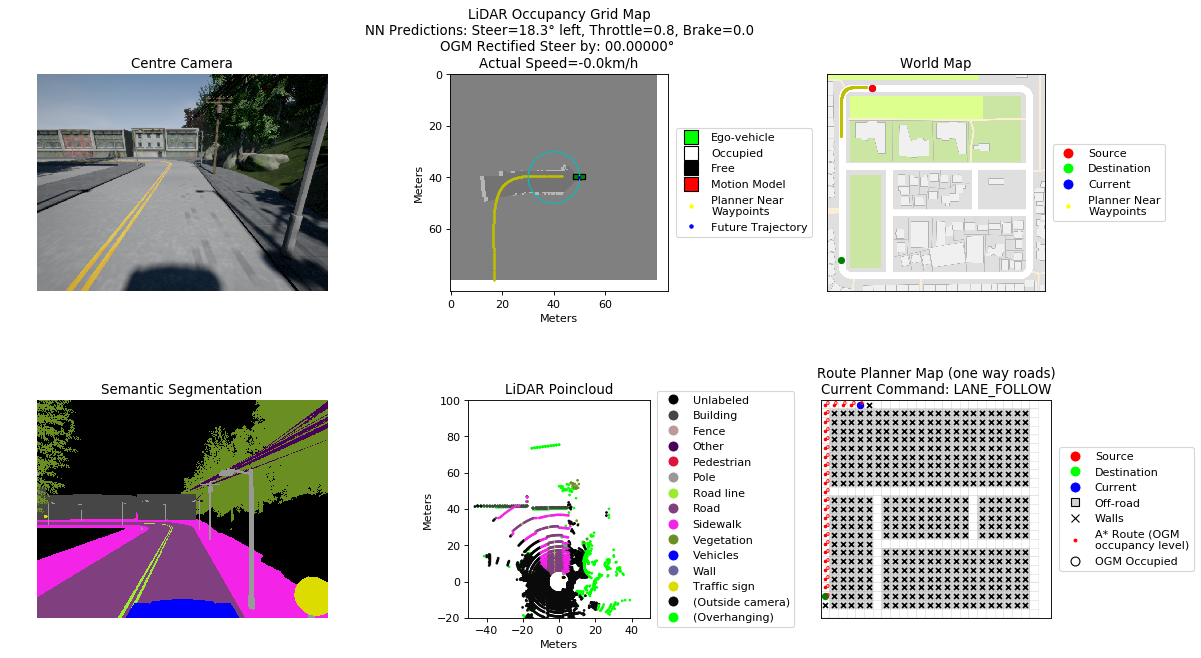 LiDAR Occupancy Grid Map
NN Predictions: Steer=18.3° left, Throttle=0.8, Brake=0.0
OGM Rectified Steer by: 00.00000°
Actual Speed=-0.0km/h
Centre Camera
World Map
0
20
40
60
Meters
0
20
40
60
Meters
Ego-vehicle
Occupied
Free
Motion Model
Planner Near
Waypoints
Future Trajectory
Source
Destination
Current
Planner Near
Waypoints
Semantic Segmentation
LiDAR Poincloud
Route Planner Map (one way roads)
Current Command: LANE_FOLLOW
100
80
60
40
20
0
−20
Meters
−40
−20
0
20
40
Meters
Unlabeled
Building
Fence
Other
Pedestrian
Pole
Road line
Road
Sidewalk
Vegetation
Vehicles
Wall
Traffic sign
(Outside camera)
(Overhanging)
Source
Destination
Current
Off-road
Walls
A* Route (OGM
occupancy level)
OGM Occupied